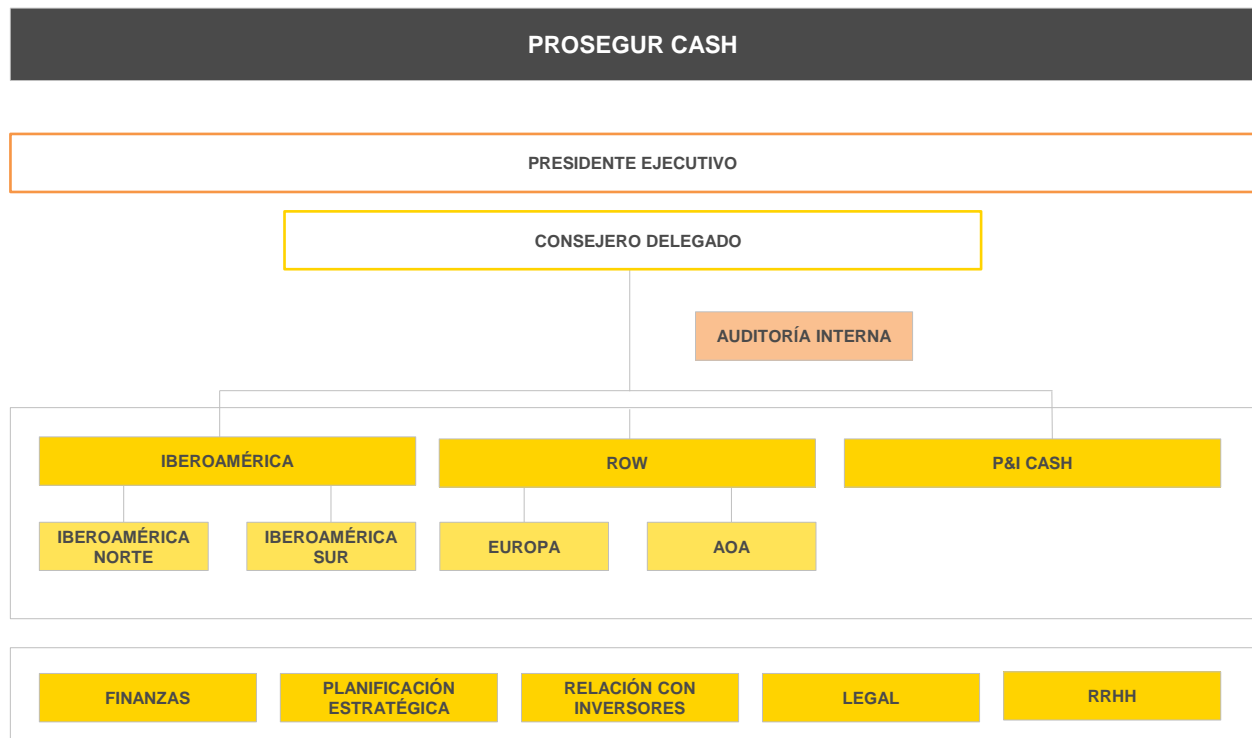 PROSEGUR CASH
PRESIDENTE EJECUTIVO
CONSEJERO DELEGADO
AUDITORÍA INTERNA
IBEROAMÉRICA
ROW
P&I CASH
IBEROAMÉRICA
NORTE
IBEROAMÉRICA
SUR
EUROPA
AOA
FINANZAS
PLANIFICACIÓN
ESTRATÉGICA
RELACIÓN CON
INVERSORES
LEGAL
RRHH